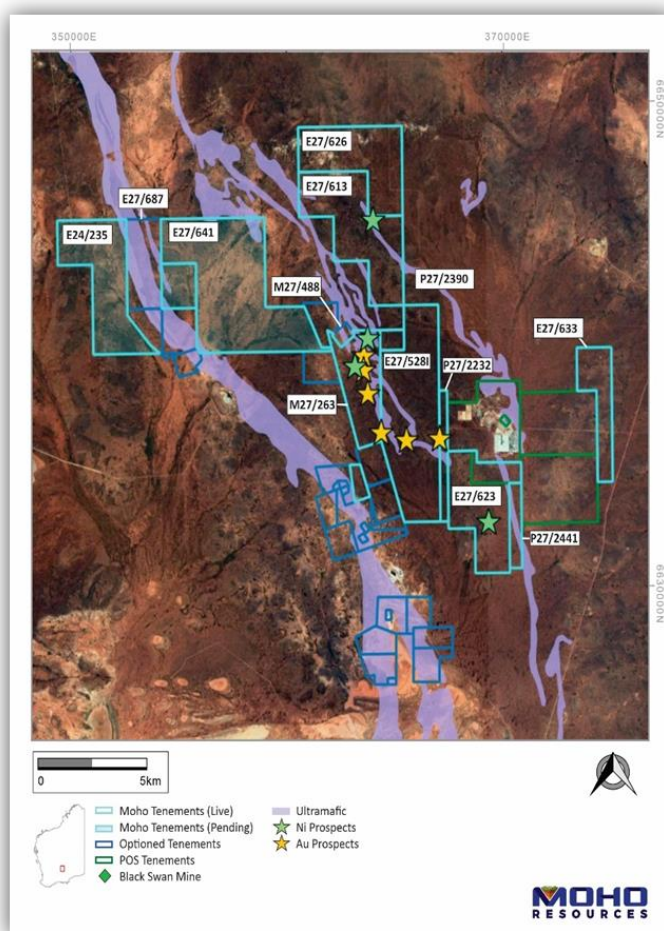 350000E
370000E
6650000N
E27/626
E27/613
E27/687
E24/235
E27/641
M27/488
P27/2390
E27/633
E27/528I
P27/2232
M27/263
E27/623
P27/2441
6630000N
0
5km
Moho Tenements (Live)
Moho Tenements (Pending)
Optioned Tenements
POS Tenements
Black Swan Mine
Ultramafic
Ni Prospects
Au Prospects
MOHO
RESOURCES